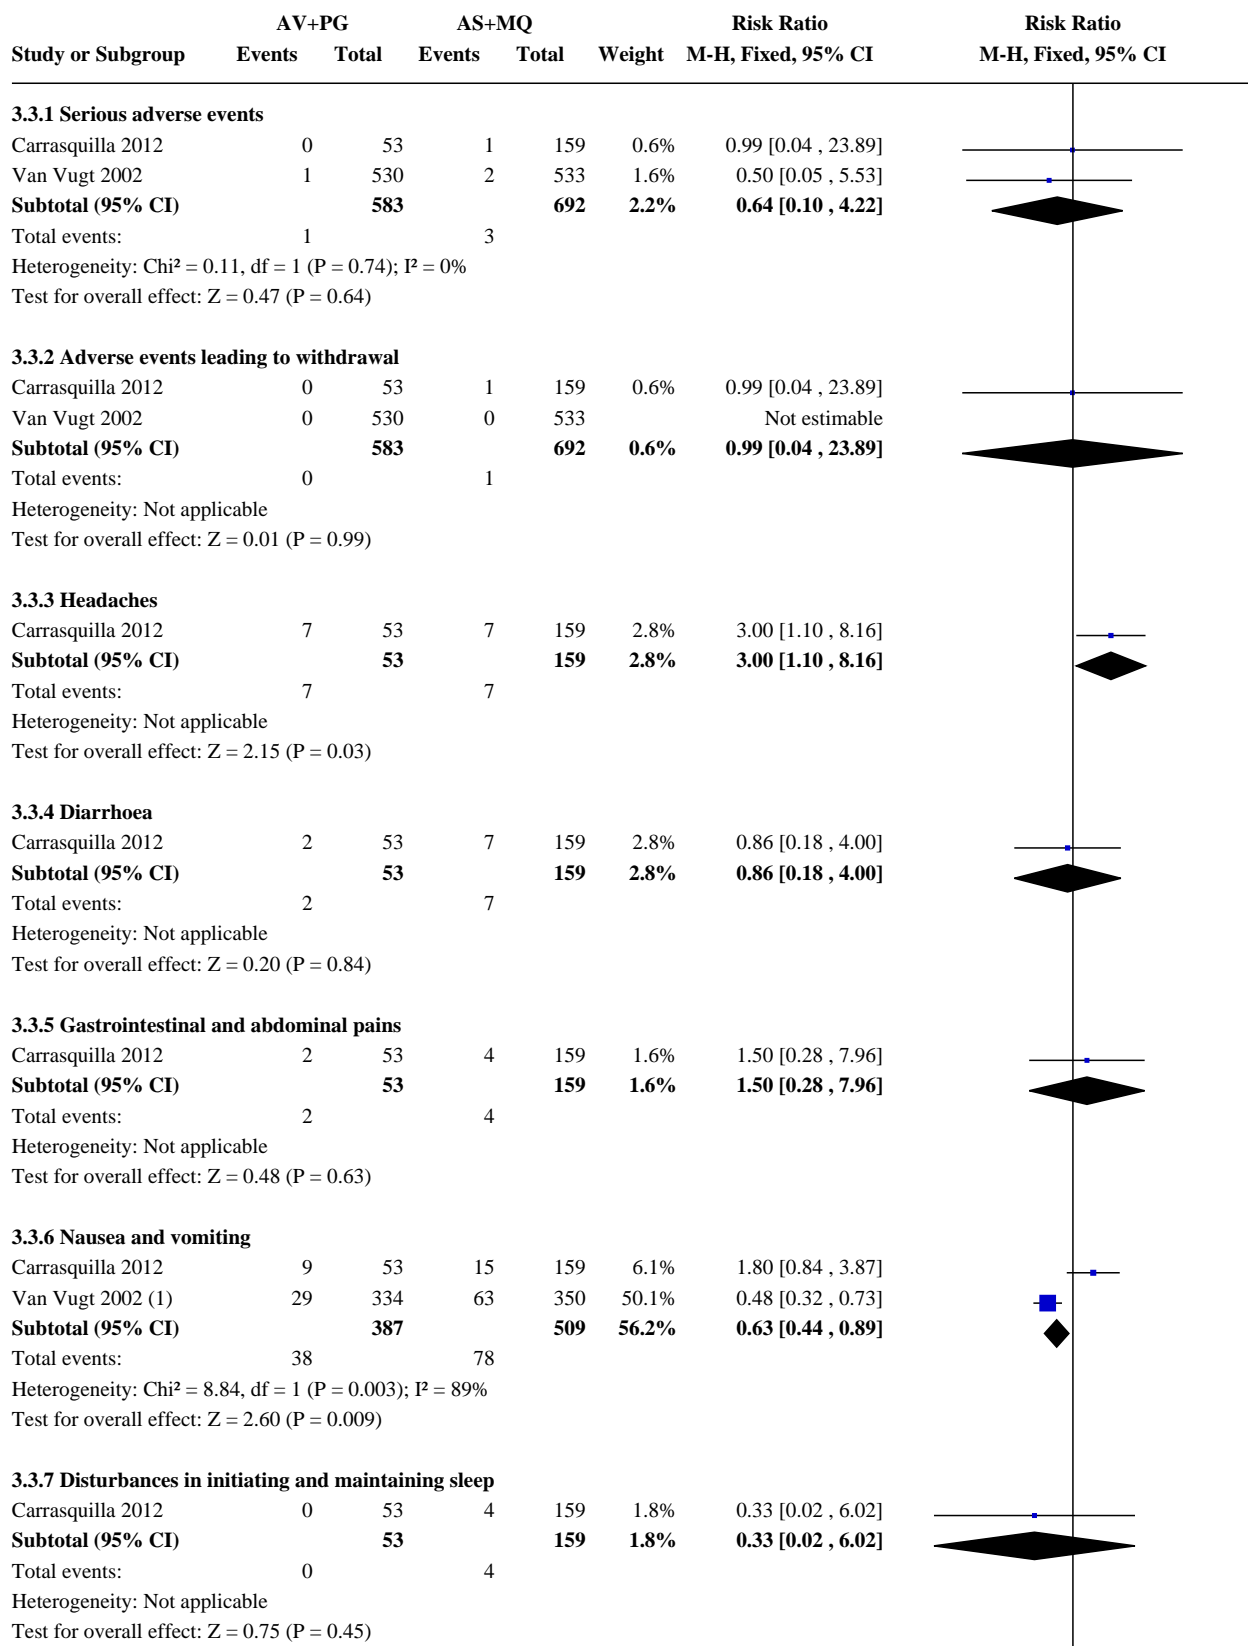 AV+PG AS+MQ Risk Ratio Risk Ratio
Study or Subgroup Events Total Events Total Weight M-H, Fixed, 95% CI M-H, Fixed, 95% CI
3.3.1 Serious adverse events
Carrasquilla 2012 0 53 1 159 0.6% 0.99 [0.04 , 23.89]
Van Vugt 2002 1 530 2 533 1.6% 0.50 [0.05 , 5.53]
Subtotal (95% CI) 583 692 2.2% 0.64 [0.10 , 4.22]
Total events: 1 3
Heterogeneity: Chi² = 0.11, df = 1 (P = 0.74); I² = 0%
Test for overall effect: Z = 0.47 (P = 0.64)
3.3.2 Adverse events leading to withdrawal
Carrasquilla 2012 0 53 1 159 0.6% 0.99 [0.04 , 23.89]
Van Vugt 2002 0 530 0 533 Not estimable
Subtotal (95% CI) 583 692 0.6% 0.99 [0.04 , 23.89]
Total events: 0 1
Heterogeneity: Not applicable
Test for overall effect: Z = 0.01 (P = 0.99)
3.3.3 Headaches
Carrasquilla 2012 7 53 7 159 2.8% 3.00 [1.10 , 8.16]
Subtotal (95% CI) 53 159 2.8% 3.00 [1.10 , 8.16]
Total events: 7 7
Heterogeneity: Not applicable
Test for overall effect: Z = 2.15 (P = 0.03)
3.3.4 Diarrhoea
Carrasquilla 2012 2 53 7 159 2.8% 0.86 [0.18 , 4.00]
Subtotal (95% CI) 53 159 2.8% 0.86 [0.18 , 4.00]
Total events: 2 7
Heterogeneity: Not applicable
Test for overall effect: Z = 0.20 (P = 0.84)
3.3.5 Gastrointestinal and abdominal pains
Carrasquilla 2012 2 53 4 159 1.6% 1.50 [0.28 , 7.96]
Subtotal (95% CI) 53 159 1.6% 1.50 [0.28 , 7.96]
Total events: 2 4
Heterogeneity: Not applicable
Test for overall effect: Z = 0.48 (P = 0.63)
3.3.6 Nausea and vomiting
Carrasquilla 2012 9 53 15 159 6.1% 1.80 [0.84 , 3.87]
Van Vugt 2002 (1) 29 334 63 350 50.1% 0.48 [0.32 , 0.73]
Subtotal (95% CI) 387 509 56.2% 0.63 [0.44 , 0.89]
Total events: 38 78
Heterogeneity: Chi² = 8.84, df = 1 (P = 0.003); I² = 89%
Test for overall effect: Z = 2.60 (P = 0.009)
3.3.7 Disturbances in initiating and maintaining sleep
Carrasquilla 2012 0 53 4 159 1.8% 0.33 [0.02 , 6.02]
Subtotal (95% CI) 53 159 1.8% 0.33 [0.02 , 6.02]
Total events: 0 4
Heterogeneity: Not applicable
Test for overall effect: Z = 0.75 (P = 0.45)